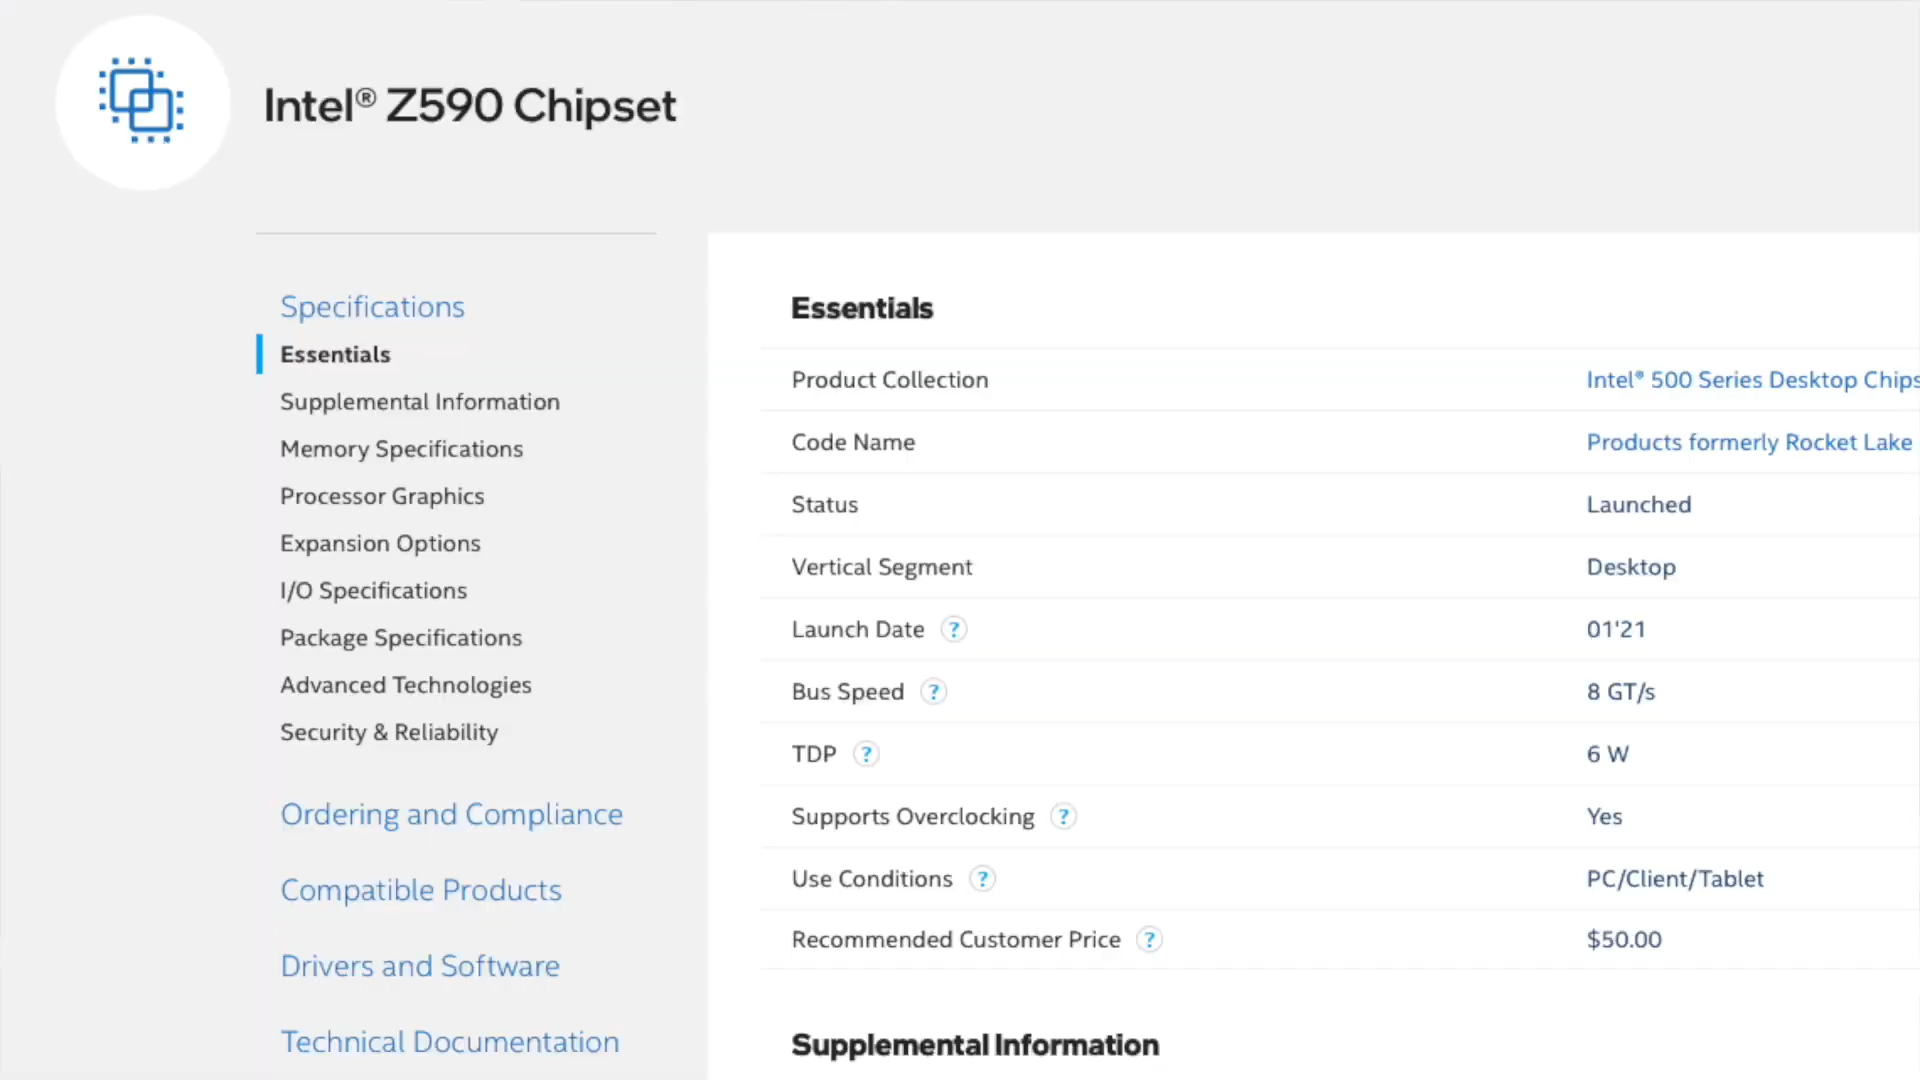 Intel® Z590 Chipset
Specifications
Essentials
Supplemental Information
Memory Specifications
Processor Graphics
Expansion Options
I/O Specifications
Package Specifications
Advanced Technologies
Security & Reliability
Ordering and Compliance
Compatible Products
Drivers and Software
Technical Documentation
Essentials
Product Collection Intel® 500 Series Desktop Chips
Code Name Products formerly Rocket Lake
Status Launched
Vertical Segment Desktop
Launch Date ? 01'21
Bus Speed ? 8 GT/s
TDP ? 6 W
Supports Overclocking ? Yes
Use Conditions ? PC/Client/Tablet
Recommended Customer Price ? $50.00
Supplemental Information